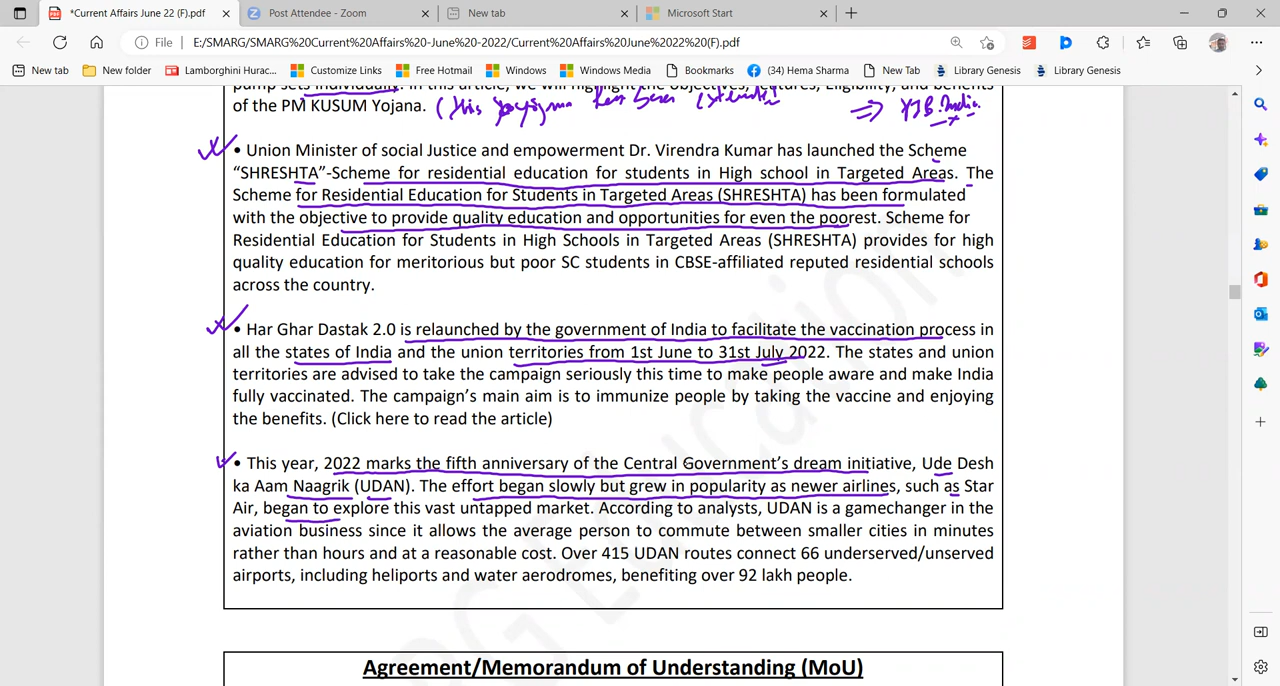 *Current Affairs June 22 (F).pdf
Post Attendee - Zoom
New tab
Microsoft Start
File
E:/SMARG/SMARG%20Current%20Affairs%20-June%20-2022/Current%20Affairs%20June%2022%20(F).pdf
New tab
New folder
Lamborghini Hurac...
Customize Links
Free Hotmail
Windows
Windows Media
Bookmarks
(34) Hema Sharma
New Tab
Library Genesis
Library Genesis
pump sets individually. In this article, we will highlight the Objectives, Features, Eligibility, and benefits
of the PM KUSUM Yojana.
• Union Minister of social Justice and empowerment Dr. Virendra Kumar has launched the Scheme
“SHRESHTA”-Scheme for residential education for students in High school in Targeted Areas. The
Scheme for Residential Education for Students in Targeted Areas (SHRESHTA) has been formulated
with the objective to provide quality education and opportunities for even the poorest. Scheme for
Residential Education for Students in High Schools in Targeted Areas (SHRESHTA) provides for high
quality education for meritorious but poor SC students in CBSE-affiliated reputed residential schools
across the country.
• Har Ghar Dastak 2.0 is relaunched by the government of India to facilitate the vaccination process in
all the states of India and the union territories from 1st June to 31st July 2022. The states and union
territories are advised to take the campaign seriously this time to make people aware and make India
fully vaccinated. The campaign’s main aim is to immunize people by taking the vaccine and enjoying
the benefits. (Click here to read the article)
• This year, 2022 marks the fifth anniversary of the Central Government’s dream initiative, Ude Desh
ka Aam Naagrik (UDAN). The effort began slowly but grew in popularity as newer airlines, such as Star
Air, began to explore this vast untapped market. According to analysts, UDAN is a gamechanger in the
aviation business since it allows the average person to commute between smaller cities in minutes
rather than hours and at a reasonable cost. Over 415 UDAN routes connect 66 underserved/unserved
airports, including heliports and water aerodromes, benefiting over 92 lakh people.
Agreement/Memorandum of Understanding (MoU)